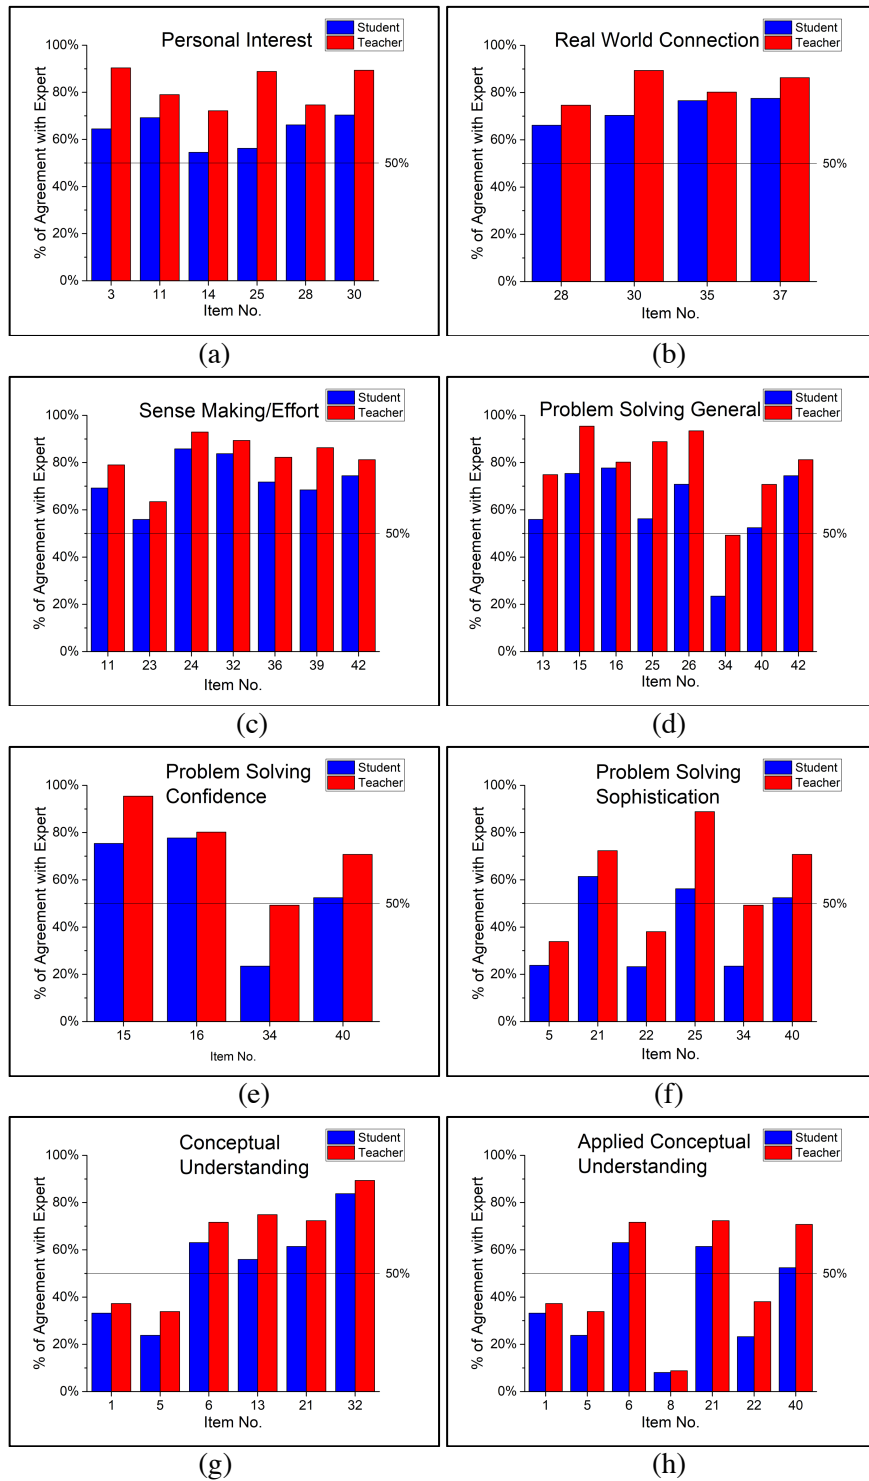 Personal Interest
Student
Teacher
% of Agreement with Expert
100%
80%
60%
40%
20%
0%
50%
3 11 14 25 28 30
Item No.
(a)
Real World Connection
Student
Teacher
% of Agreement with Expert
100%
80%
60%
40%
20%
0%
50%
28 30 35 37
Item No.
(b)
Sense Making/Effort
Student
Teacher
% of Agreement with Expert
100%
80%
60%
40%
20%
0%
50%
11 23 24 32 36 39 42
Item No.
(c)
Problem Solving General
Student
Teacher
% of Agreement with Expert
100%
80%
60%
40%
20%
0%
50%
13 15 16 25 26 34 40 42
Item No.
(d)
Problem Solving
Confidence
Student
Teacher
% of Agreement with Expert
100%
80%
60%
40%
20%
0%
50%
15 16 34 40
Item No.
(e)
Problem Solving
Sophistication
Student
Teacher
% of Agreement with Expert
100%
80%
60%
40%
20%
0%
50%
5 21 22 25 34 40
Item No.
(f)
Conceptual
Understanding
Student
Teacher
% of Agreement with Expert
100%
80%
60%
40%
20%
0%
50%
1 5 6 13 21 32
Item No.
(g)
Applied Conceptual
Understanding
Student
Teacher
% of Agreement with Expert
100%
80%
60%
40%
20%
0%
50%
1 5 6 8 21 22 40
Item No.
(h)